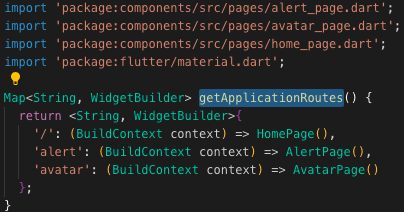 import 'package:components/src/pages/alert_page.dart';
import 'package:components/src/pages/avatar_page.dart';
import 'package:components/src/pages/home_page.dart';
import 'package:flutter/material.dart';
Map<String, WidgetBuilder> getApplicationRoutes() {
return <String, WidgetBuilder>{
'/': (BuildContext context) => HomePage(),
'alert': (BuildContext context) => AlertPage(),
'avatar': (BuildContext context) => AvatarPage()
};
}